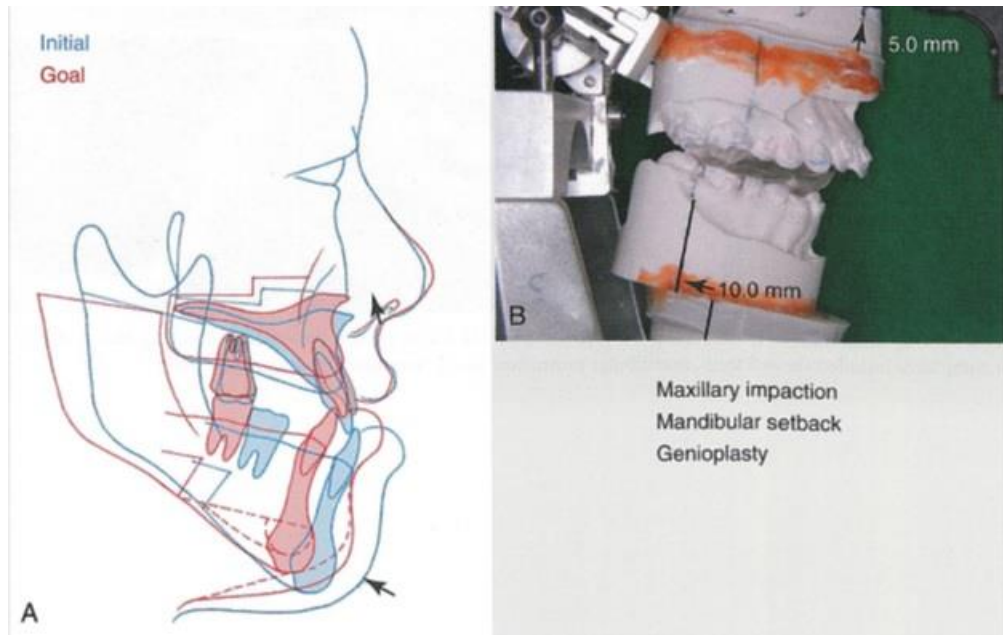 Initial
Goal
A
5.0 mm
10.0 mm
B
Maxillary impaction
Mandibular setback
Genioplasty